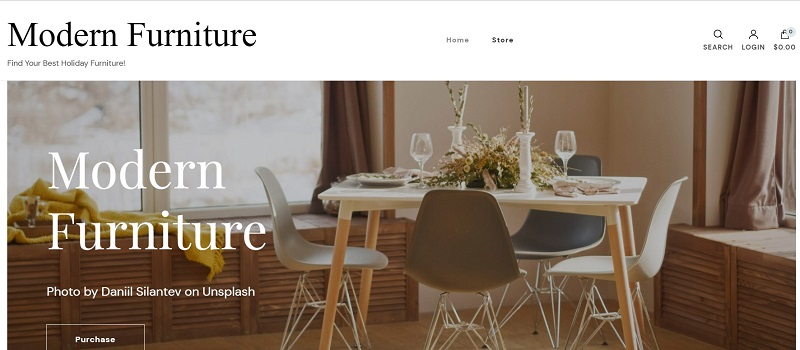 Modern Furniture
Find Your Best Holiday Furniture!
Home Store
0
SEARCH LOGIN $0.00
Modern
Furniture
Photo by Daniil Silantev on Unsplash
Purchase